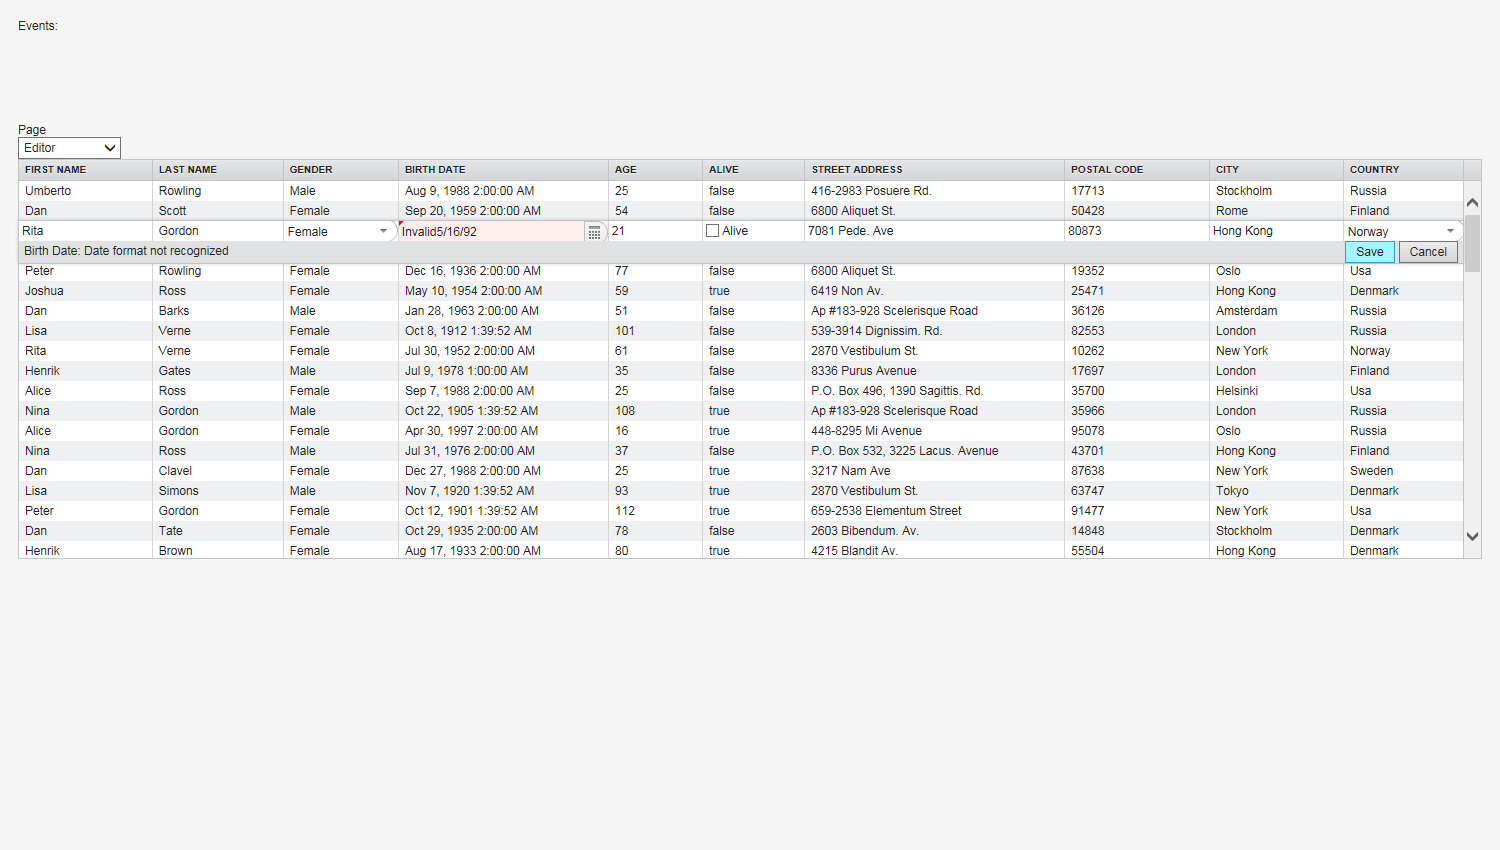 Events:
Page
Editor
FIRST NAME LAST NAME GENDER BIRTH DATE AGE ALIVE STREET ADDRESS POSTAL CODE CITY COUNTRY
Umberto Rowling Male Aug 9, 1988 2:00:00 AM 25 false 416-2983 Posuere Rd. 17713 Stockholm Russia
Dan Scott Female Sep 20, 1959 2:00:00 AM 54 false 6800 Aliquet St. 50428 Rome Finland
Rita Gordon Female Invalid5/16/92 21 Alive 7081 Pede. Ave 80873 Hong Kong Norway
Birth Date: Date format not recognized Save Cancel
Peter Rowling Female Dec 16, 1936 2:00:00 AM 77 false 6800 Aliquet St. 19352 Oslo Usa
Joshua Ross Female May 10, 1954 2:00:00 AM 59 true 6419 Non Av. 25471 Hong Kong Denmark
Dan Barks Male Jan 28, 1963 2:00:00 AM 51 false Ap #183-928 Scelerisque Road 36126 Amsterdam Russia
Lisa Verne Female Oct 8, 1912 1:39:52 AM 101 false 539-3914 Dignissim. Rd. 82553 London Russia
Rita Verne Female Jul 30, 1952 2:00:00 AM 61 false 2870 Vestibulum St. 10262 New York Norway
Henrik Gates Male Jul 9, 1978 1:00:00 AM 35 false 8336 Purus Avenue 17697 London Finland
Alice Ross Female Sep 7, 1988 2:00:00 AM 25 false P.O. Box 496, 1390 Sagittis. Rd. 35700 Helsinki Usa
Nina Gordon Male Oct 22, 1905 1:39:52 AM 108 true Ap #183-928 Scelerisque Road 35966 London Russia
Alice Gordon Female Apr 30, 1997 2:00:00 AM 16 true 448-8295 Mi Avenue 95078 Oslo Russia
Nina Ross Male Jul 31, 1976 2:00:00 AM 37 false P.O. Box 532, 3225 Lacus. Avenue 43701 Hong Kong Finland
Dan Clavel Female Dec 27, 1988 2:00:00 AM 25 true 3217 Nam Ave 87638 New York Sweden
Lisa Simons Male Nov 7, 1920 1:39:52 AM 93 true 2870 Vestibulum St. 63747 Tokyo Denmark
Peter Gordon Female Oct 12, 1901 1:39:52 AM 112 true 659-2538 Elementum Street 91477 New York Usa
Dan Tate Female Oct 29, 1935 2:00:00 AM 78 false 2603 Bibendum. Av. 14848 Stockholm Denmark
Henrik Brown Female Aug 17, 1933 2:00:00 AM 80 true 4215 Blandit Av. 55504 Hong Kong Denmark